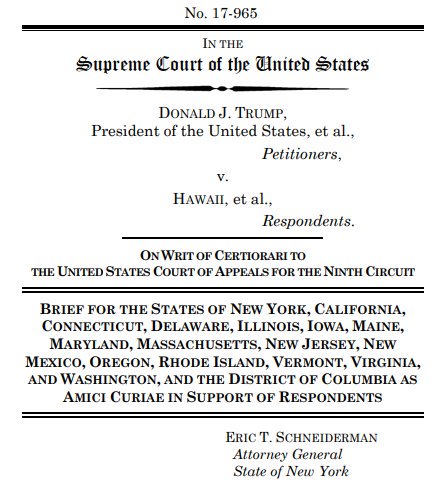 No. 17-965
IN THE
Supreme Court of the United States
DONALD J. TRUMP,
President of the United States, et al.,
Petitioners,
v.
HAWAII, et al.,
Respondents.
ON WRIT OF CERTIORARI TO
THE UNITED STATES COURT OF APPEALS FOR THE NINTH CIRCUIT
BRIEF FOR THE STATES OF NEW YORK, CALIFORNIA,
CONNECTICUT, DELAWARE, ILLINOIS, IOWA, MAINE,
MARYLAND, MASSACHUSETTS, NEW JERSEY, NEW
MEXICO, OREGON, RHODE ISLAND, VERMONT, VIRGINIA,
AND WASHINGTON, AND THE DISTRICT OF COLUMBIA AS
AMICI CURIAE IN SUPPORT OF RESPONDENTS
ERIC T. SCHNEIDERMAN
Attorney General
State of New York